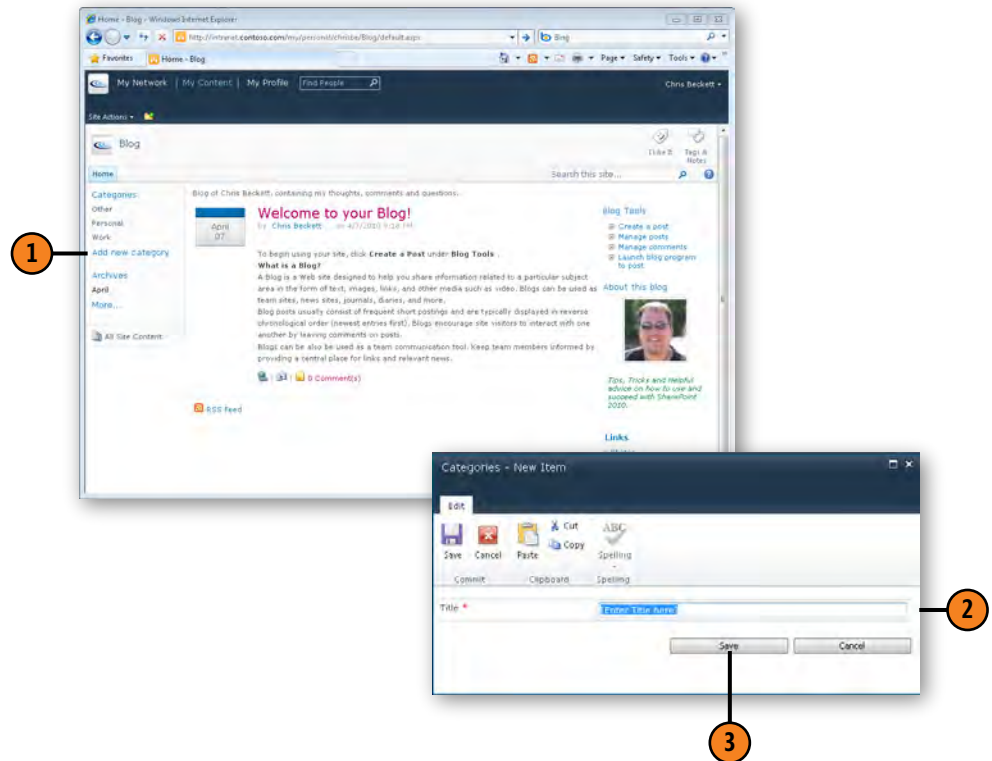 Home - Blog - Windows Internet Explorer
http://intranet.contoso.com/my/personal/chrisbe/Blog/default.aspx
Bing
Favorites
Home - Blog
Page
Safety
Tools
My Network | My Content | My Profile
Find People
Chris Beckett
Site Actions
Blog
I Like It
Tags & Notes
Home
Search this site...
Categories
Other
Personal
Work
1
Add new category
Archives
April
More...
All Site Content
Blog of Chris Beckett, containing my thoughts, comments and questions.
April
07
Welcome to your Blog!
by Chris Beckett on 4/7/2010
To begin using your site, click Create a Post under Blog Tools .
What is a Blog?
A Blog is a Web site designed to help you share information related to a particular subject
area in the form of text, images, links, and other media such as video. Blogs can be used as
team sites, news sites, journals, diaries, and more.
Blog posts usually consist of frequent short postings and are typically displayed in reverse
chronological order (newest entries first). Blogs encourage site visitors to interact with one
another by leaving comments on posts.
Blogs can be also be used as a team communication tool. Keep team members informed by
providing a central place for links and relevant news.
0 Comment(s)
RSS Feed
Blog Tools
Create a post
Manage posts
Manage comments
Launch blog program
to post
About this blog
Tips, Tricks and Helpful
advice on how to use and
succeed with SharePoint
2010.
Links
Categories - New Item
Edit
Save
Cancel
Paste
Cut
Copy
ABC
Spelling
Commit
Clipboard
Spelling
Title *
Enter Title here
2
Save
Cancel
3